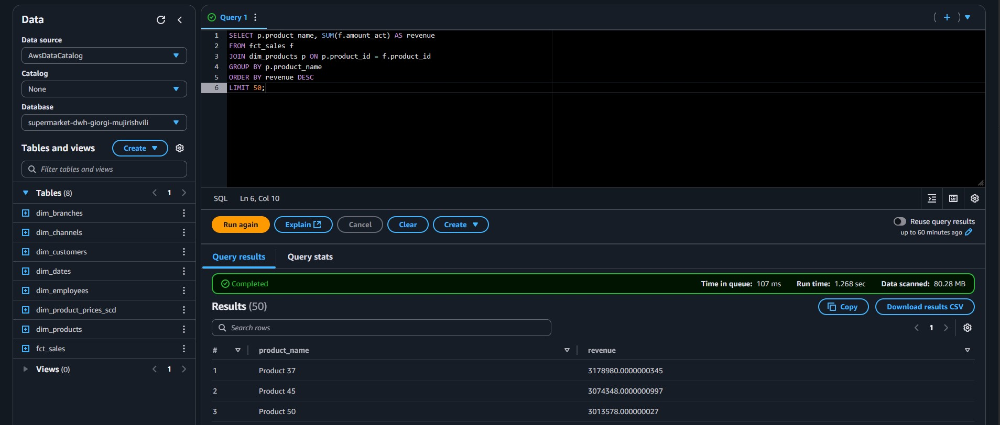 Data
Data source
AwsDataCatalog
Catalog
None
Database
supermarket-dwh-giorgi-mujirishvili
Tables and views
Create
Filter tables and views
Tables (8)
1
dim_branches
dim_channels
dim_customers
dim_dates
dim_employees
dim_product_prices_scd
dim_products
fct_sales
Views (0)
1
Query 1
1 SELECT p.product_name, SUM(f.amount_act) AS revenue
2 FROM fct_sales f
3 JOIN dim_products p ON p.product_id = f.product_id
4 GROUP BY p.product_name
5 ORDER BY revenue DESC
6 LIMIT 50;
SQL Ln 6, Col 10
Run again Explain Cancel Clear Create
Reuse query results
up to 60 minutes ago
Query results Query stats
Completed Time in queue: 107 ms Run time: 1.268 sec Data scanned: 80.28 MB
Results (50) Copy Download results CSV
Search rows 1
# product_name revenue
1 Product 37 3178980.0000000345
2 Product 45 3074348.0000000997
3 Product 50 3013578.000000027